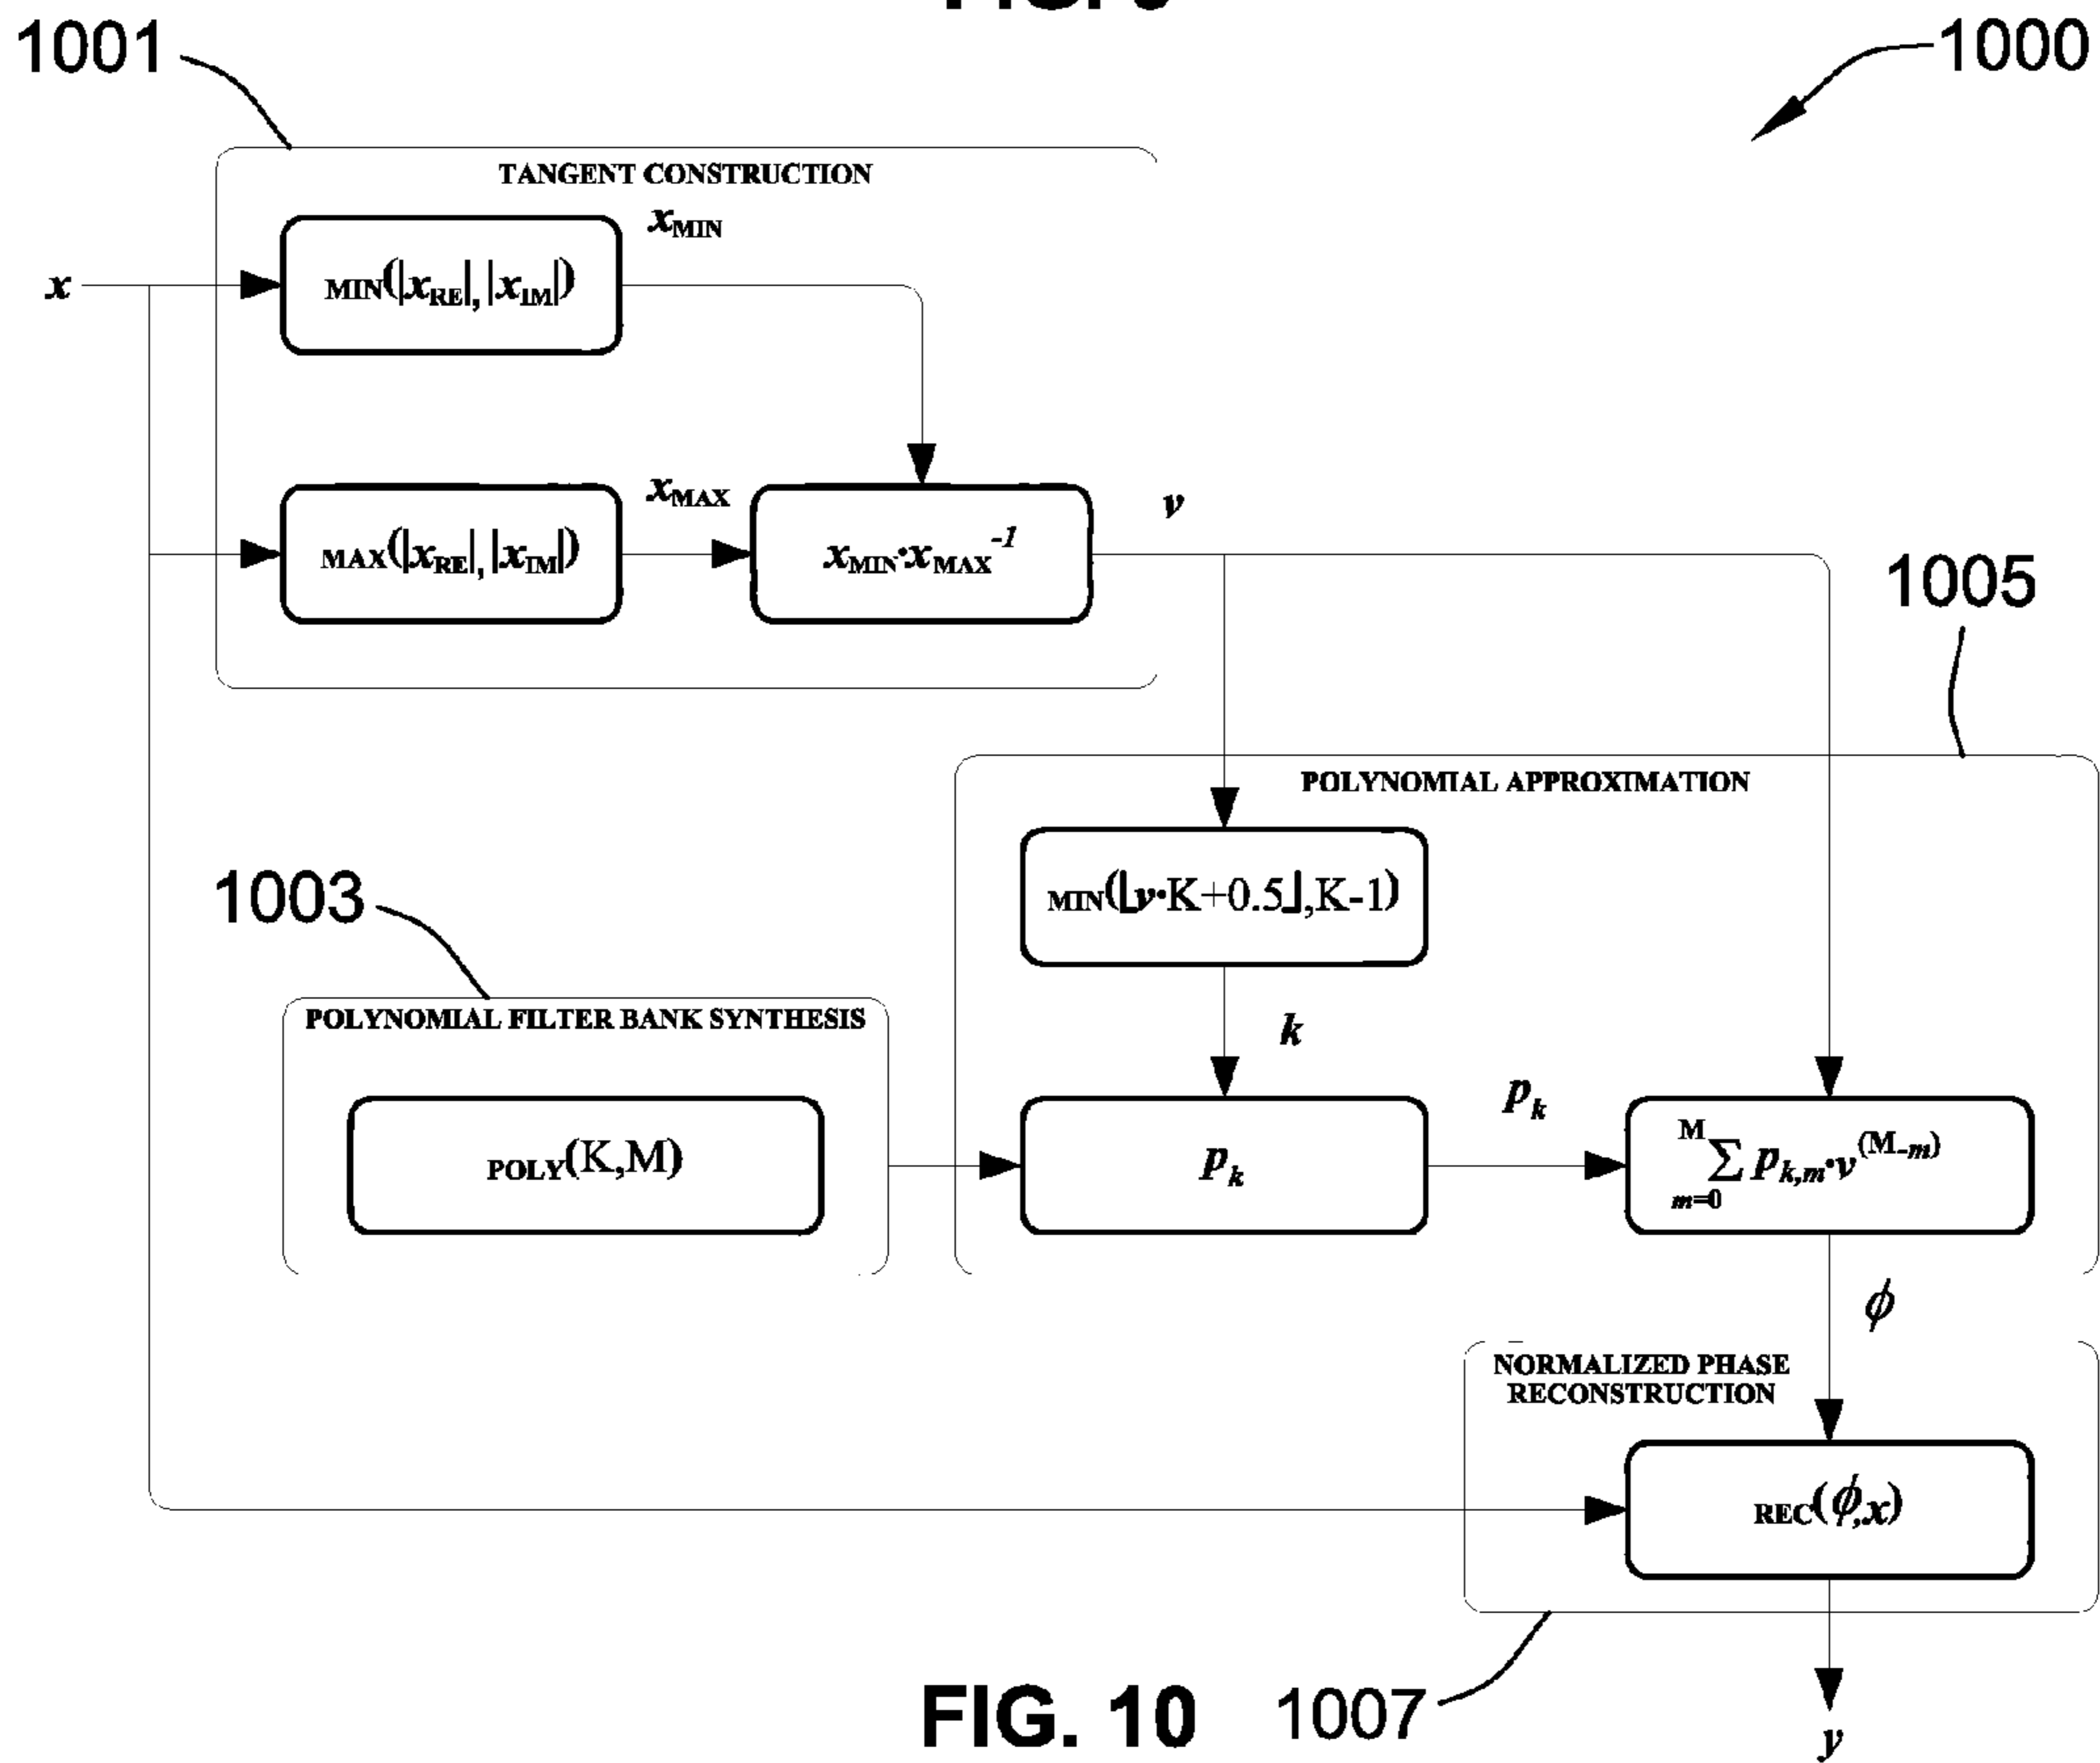 1001
1000
TANGENT CONSTRUCTION
x_MIN
x
MIN(|x_RE|,|x_IM|)
x_MAX
v
MAX(|x_RE|,|x_IM|)
x_MIN·x_MAX^-1
1005
POLYNOMIAL APPROXIMATION
MIN(⌊v·K+0.5⌋,K-1)
1003
POLYNOMIAL FILTER BANK SYNTHESIS
k
POLY(K,M)
p_k
p_k
M
∑ p_k,m·v^(M-m)
m=0
ϕ
NORMALIZED PHASE
RECONSTRUCTION
REC(ϕ,x)
FIG. 10
1007
y